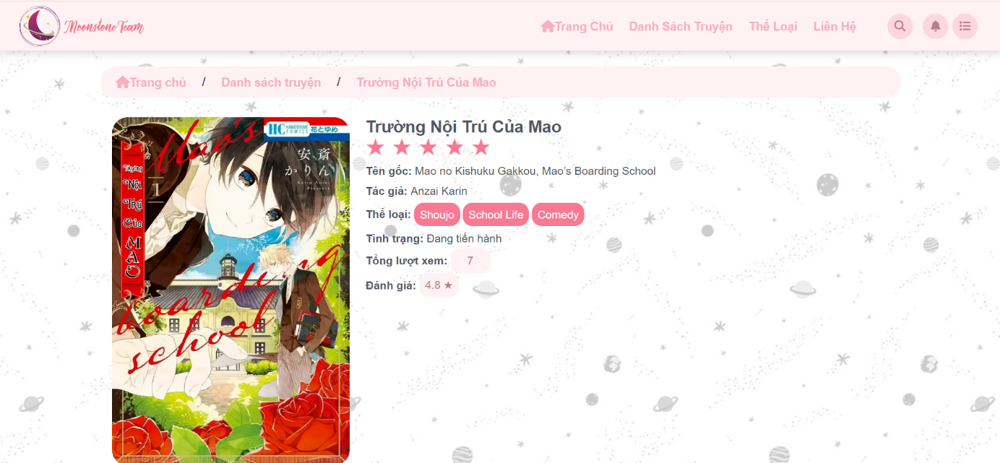 Moonstone Team
Trang Chủ Danh Sách Truyện Thể Loại Liên Hệ
Trang chủ / Danh sách truyện / Trường Nội Trú Của Mao
Mao's
HC HANATOYUME COMICS 花とゆめ
安斎
かりん
Karin Anzai
Presents
Trường
Nội
Trú
Của
MAO
1
boarding
school
Trường Nội Trú Của Mao
★ ★ ★ ★ ★
Tên gốc: Mao no Kishuku Gakkou, Mao’s Boarding School
Tác giả: Anzai Karin
Thể loại: Shoujo School Life Comedy
Tình trạng: Đang tiến hành
Tổng lượt xem: 7
Đánh giá: 4.8 ★